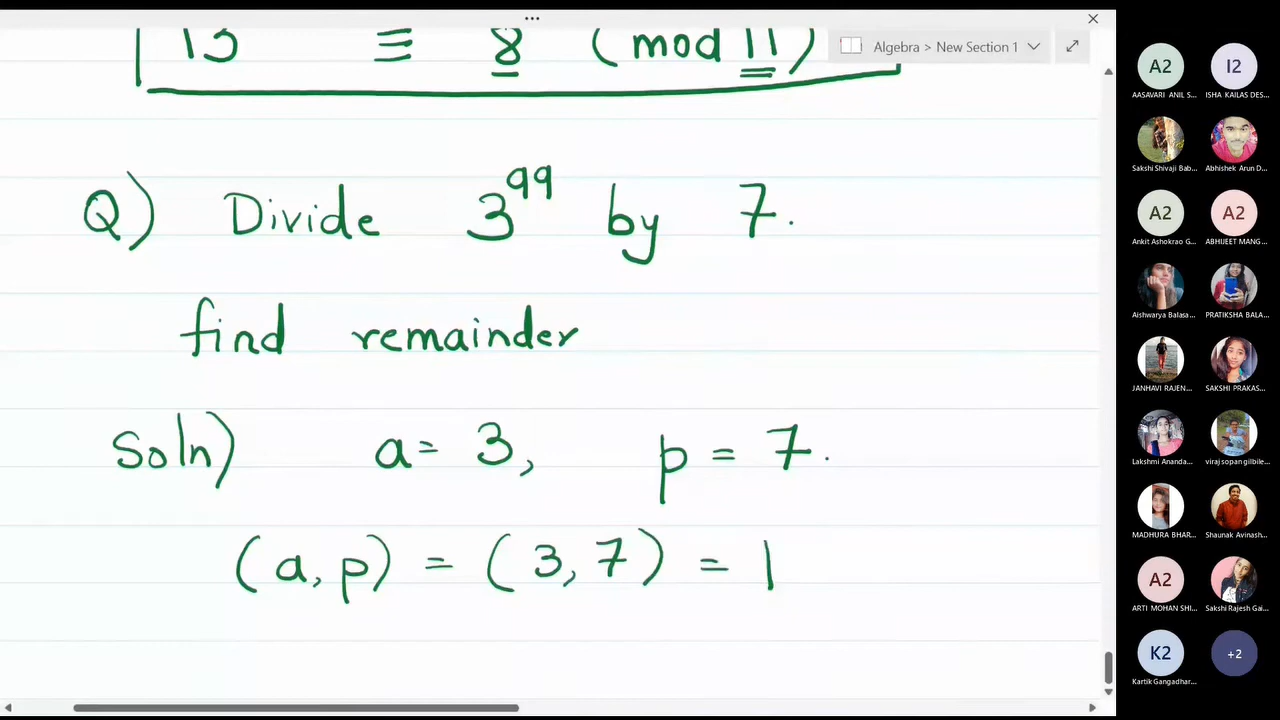 15 ≡ 8 (mod 11)
Algebra > New Section 1
Q) Divide 3^99 by 7.
find remainder
Soln) a = 3, p = 7.
(a, p) = (3, 7) = 1
A2 I2
AASAVARI ANIL S... ISHA KAILAS DES...
Sakshi Shivaji Bab... Abhishek Arun D...
A2 A2
Ankit Ashokrao G... ABHIJEET MANG...
Aishwarya Balasa... PRATIKSHA BALA...
JANHAVI RAJEN... SAKSHI PRAKAS...
Lakshmi Ananda... viraj sopan gilbile...
MADHURA BHAR... Shaunak Avinash...
A2
ARTI MOHAN SHI... Sakshi Rajesh Gai...
K2 +2
Kartik Gangadhar...